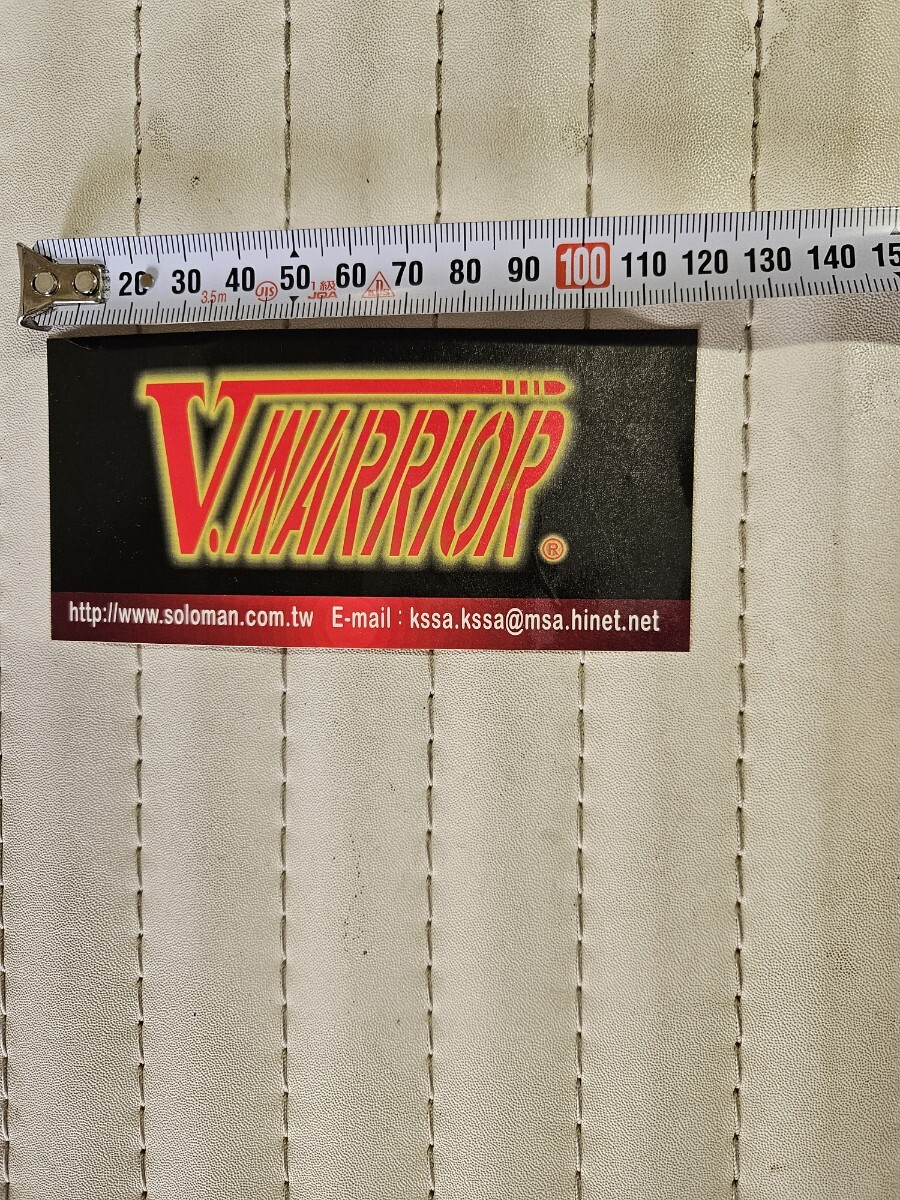 20 30 40 50 60 70 80 90 100 110 120 130 140 15
3.5m JIS 1級 JQA
V.WARRIOR ®
http://www.soloman.com.tw E-mail : kssa.kssa@msa.hinet.net